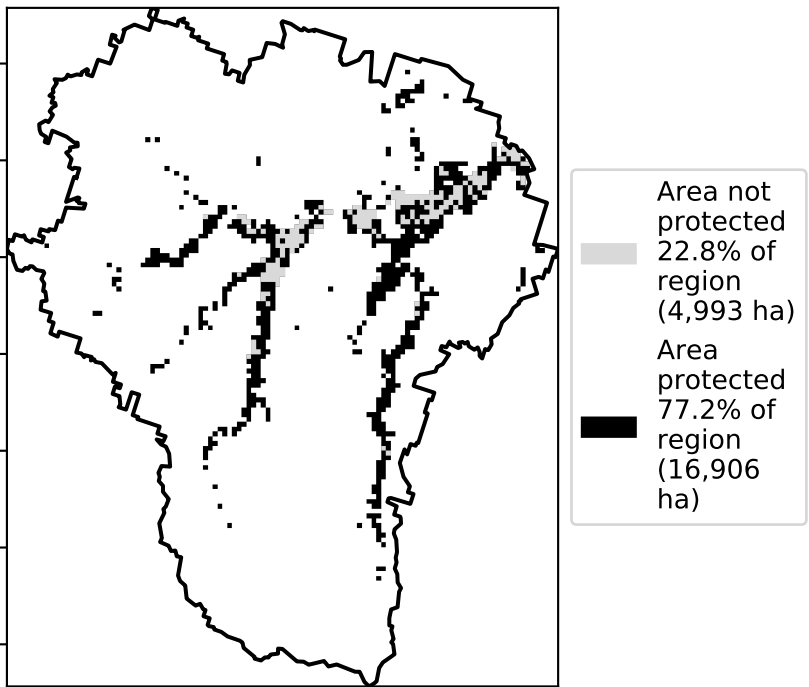 Area not
protected
22.8% of
region
(4,993 ha)
Area
protected
77.2% of
region
(16,906
ha)